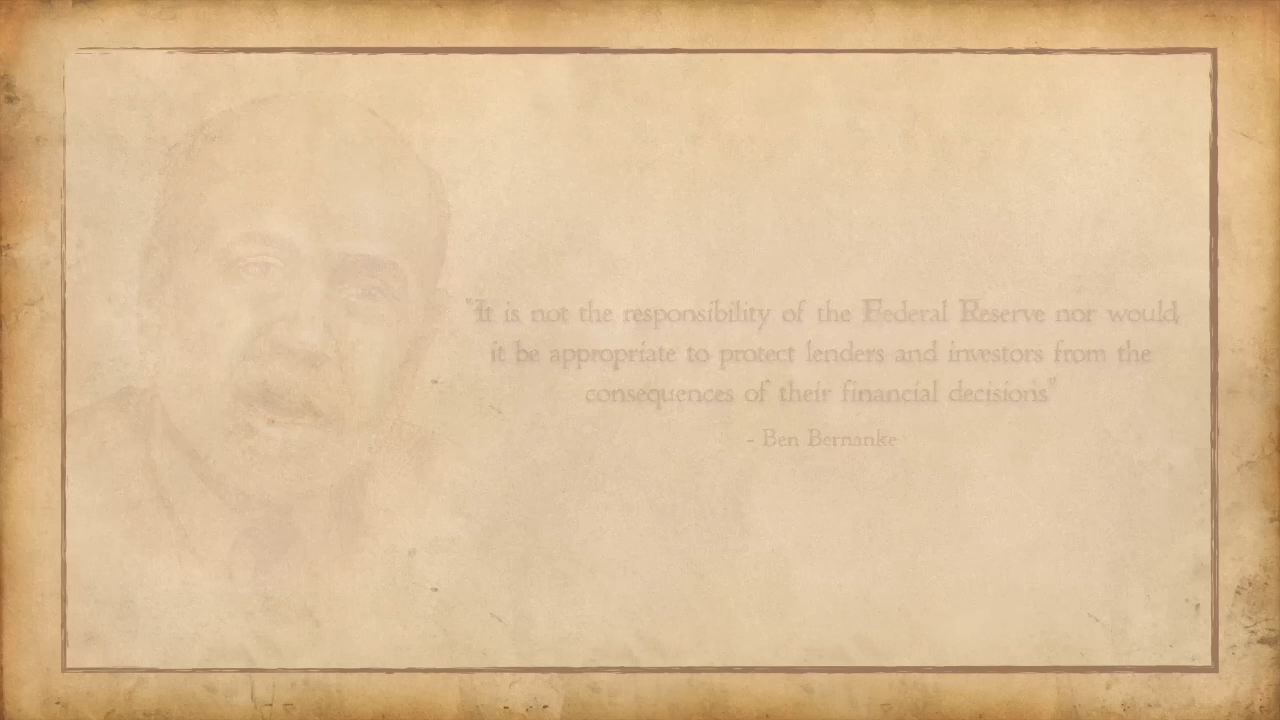 "It is not the responsibility of the Federal Reserve nor would
it be appropriate to protect lenders and investors from the
consequences of their financial decisions"
- Ben Bernanke